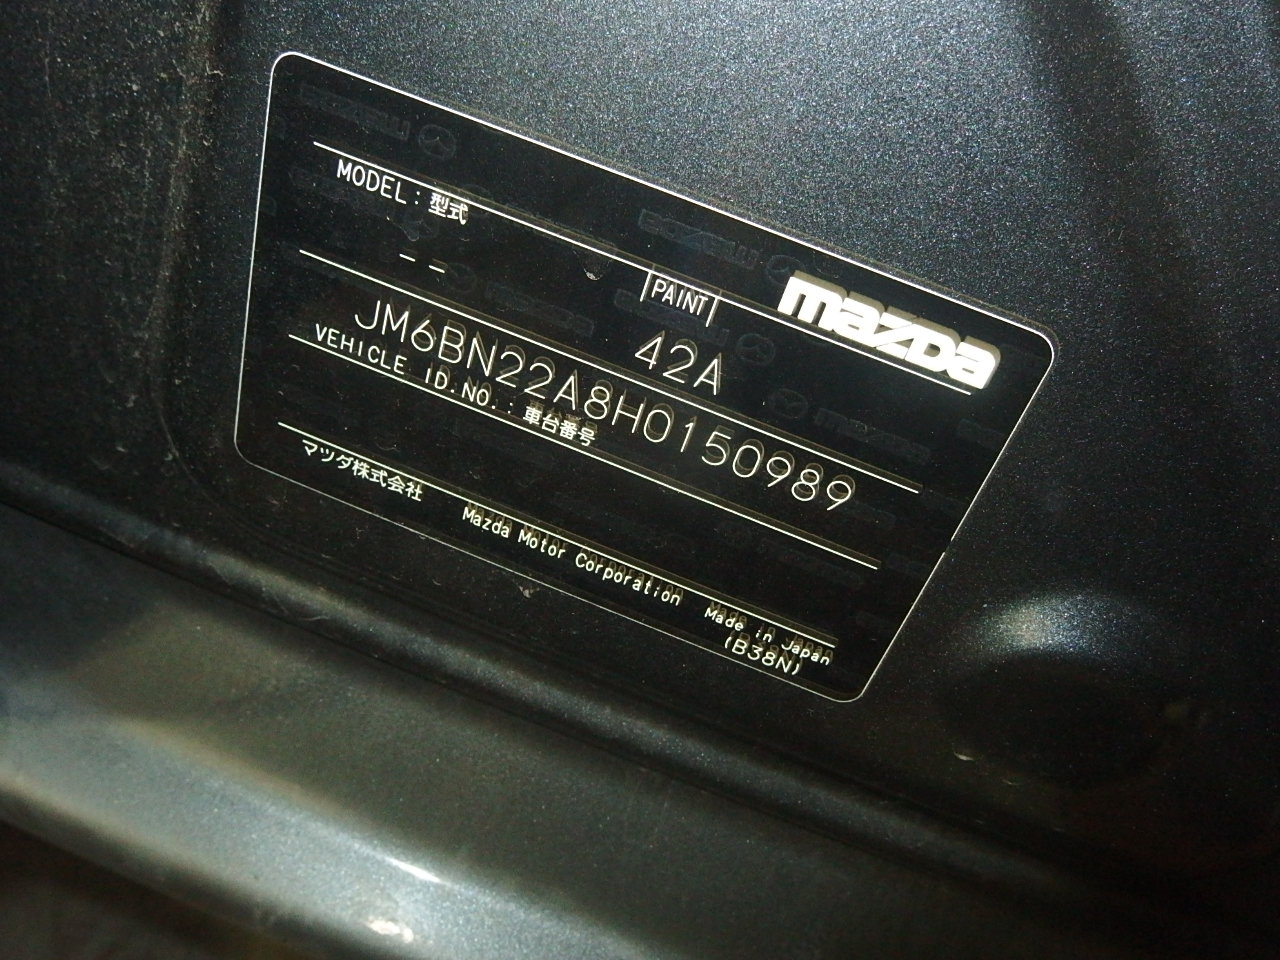 mazda
MODEL：型式
PAINT
-- 42A
JM6BN22A8H0150989
VEHICLE ID.NO.：車台番号
マツダ株式会社 Mazda Motor Corporation Made in Japan
(B38N)